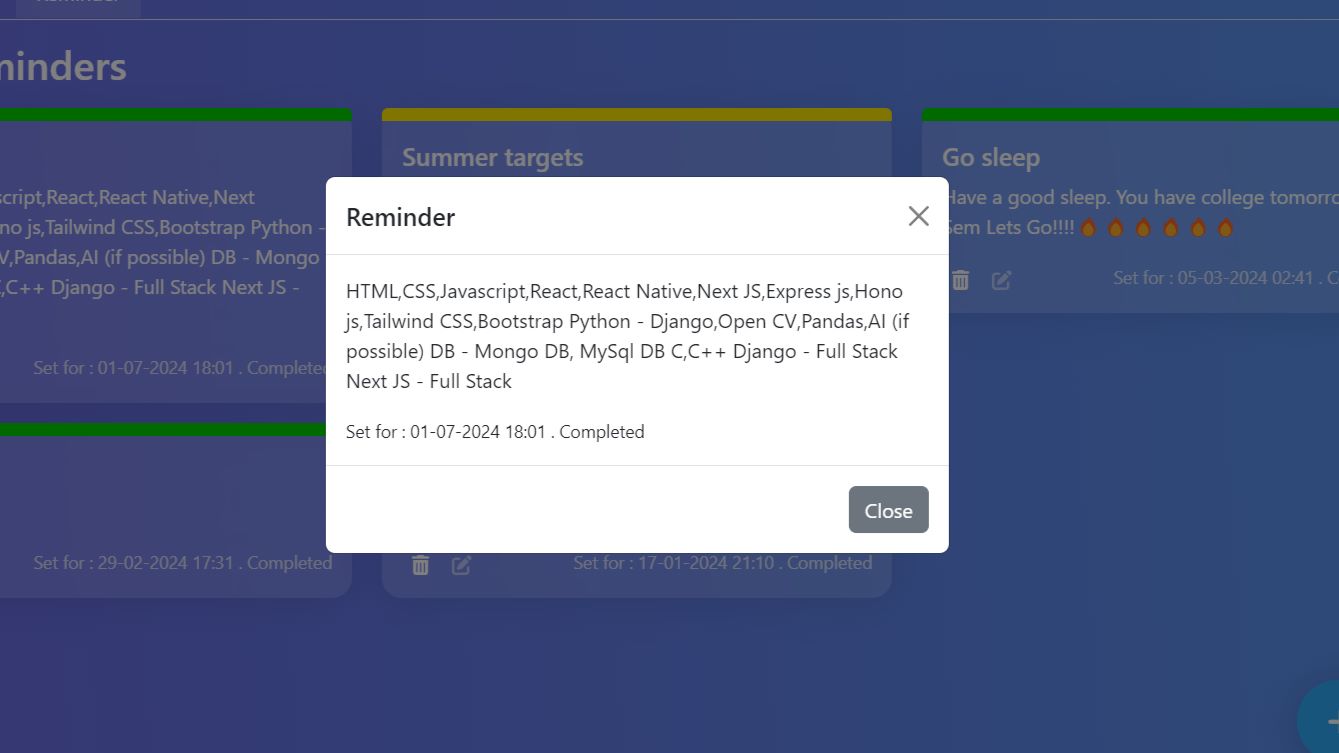 minders
Summer targets
Go sleep
Reminder
HTML,CSS,Javascript,React,React Native,Next JS,Express js,Hono
js,Tailwind CSS,Bootstrap Python - Django,Open CV,Pandas,AI (if
possible) DB - Mongo DB, MySql DB C,C++ Django - Full Stack
Next JS - Full Stack
Set for : 01-07-2024 18:01 . Completed
Close
script,React,React Native,Next
no js,Tailwind CSS,Bootstrap Python -
V,Pandas,AI (if possible) DB - Mongo
C,C++ Django - Full Stack Next JS -
Set for : 01-07-2024 18:01 . Completed
Have a good sleep. You have college tomorro
Sem Lets Go!!!! 🔥 🔥 🔥 🔥 🔥 🔥
Set for : 05-03-2024 02:41 . C
Set for : 29-02-2024 17:31 . Completed
Set for : 17-01-2024 21:10 . Completed